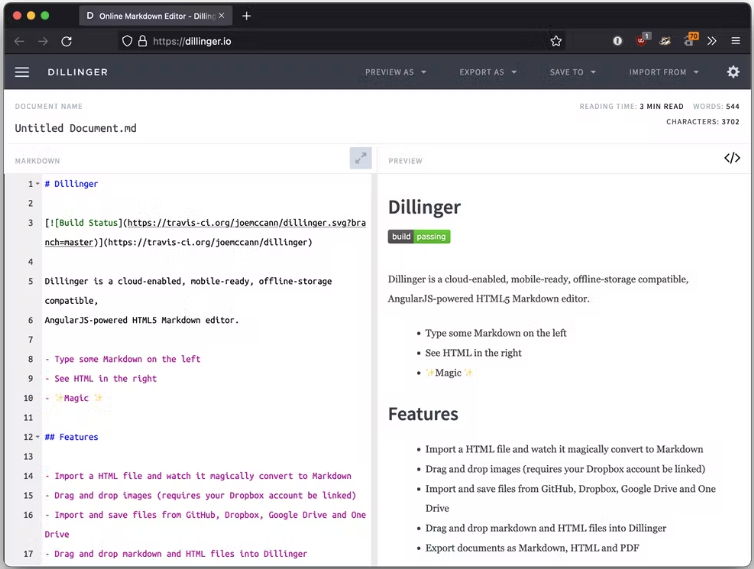 D Online Markdown Editor - Dilling
https://dillinger.io
1
70
DILLINGER
PREVIEW AS
EXPORT AS
SAVE TO
IMPORT FROM
DOCUMENT NAME
READING TIME: 3 MIN READ WORDS: 544
CHARACTERS: 3702
Untitled Document.md
MARKDOWN
1 # Dillinger
2
3 [![Build Status](https://travis-ci.org/joemccann/dillinger.svg?bra
nch=master)](https://travis-ci.org/joemccann/dillinger)
4
5 Dillinger is a cloud-enabled, mobile-ready, offline-storage
compatible,
6 AngularJS-powered HTML5 Markdown editor.
7
8 - Type some Markdown on the left
9 - See HTML in the right
10 - ✨Magic ✨
11
12 ## Features
13
14 - Import a HTML file and watch it magically convert to Markdown
15 - Drag and drop images (requires your Dropbox account be linked)
16 - Import and save files from GitHub, Dropbox, Google Drive and One
Drive
17 - Drag and drop markdown and HTML files into Dillinger
PREVIEW
</>
Dillinger
build passing
Dillinger is a cloud-enabled, mobile-ready, offline-storage compatible,
AngularJS-powered HTML5 Markdown editor.
• Type some Markdown on the left
• See HTML in the right
• ✨Magic ✨
Features
• Import a HTML file and watch it magically convert to Markdown
• Drag and drop images (requires your Dropbox account be linked)
• Import and save files from GitHub, Dropbox, Google Drive and One
Drive
• Drag and drop markdown and HTML files into Dillinger
• Export documents as Markdown, HTML and PDF